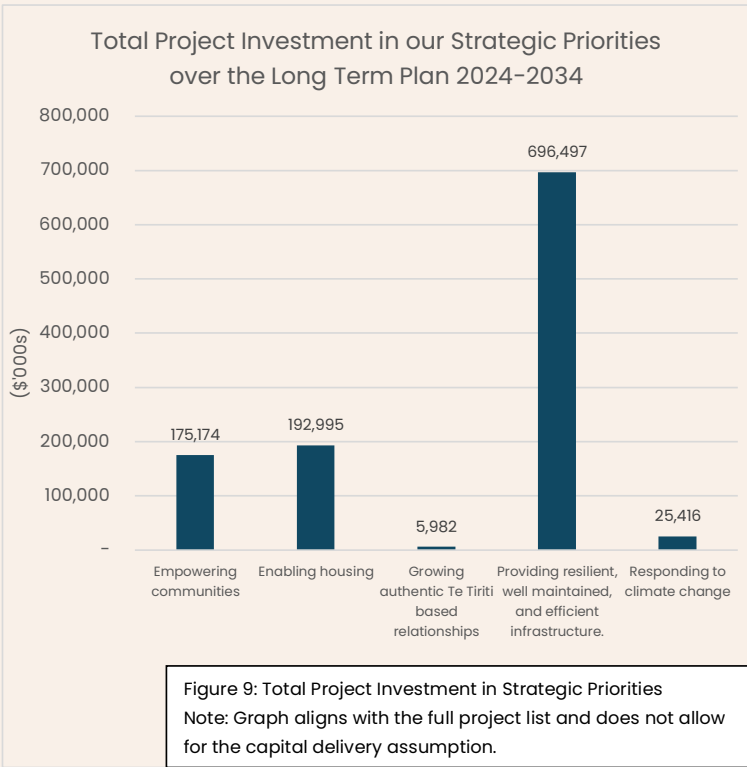 Total Project Investment in our Strategic Priorities
over the Long Term Plan 2024-2034
($'000s)
800,000
700,000
600,000
500,000
400,000
300,000
200,000
100,000
-
175,174
192,995
5,982
696,497
25,416
Empowering
communities
Enabling housing
Growing
authentic Te Tiriti
based
relationships
Providing resilient,
well maintained,
and efficient
infrastructure.
Responding to
climate change
Figure 9: Total Project Investment in Strategic Priorities
Note: Graph aligns with the full project list and does not allow
for the capital delivery assumption.